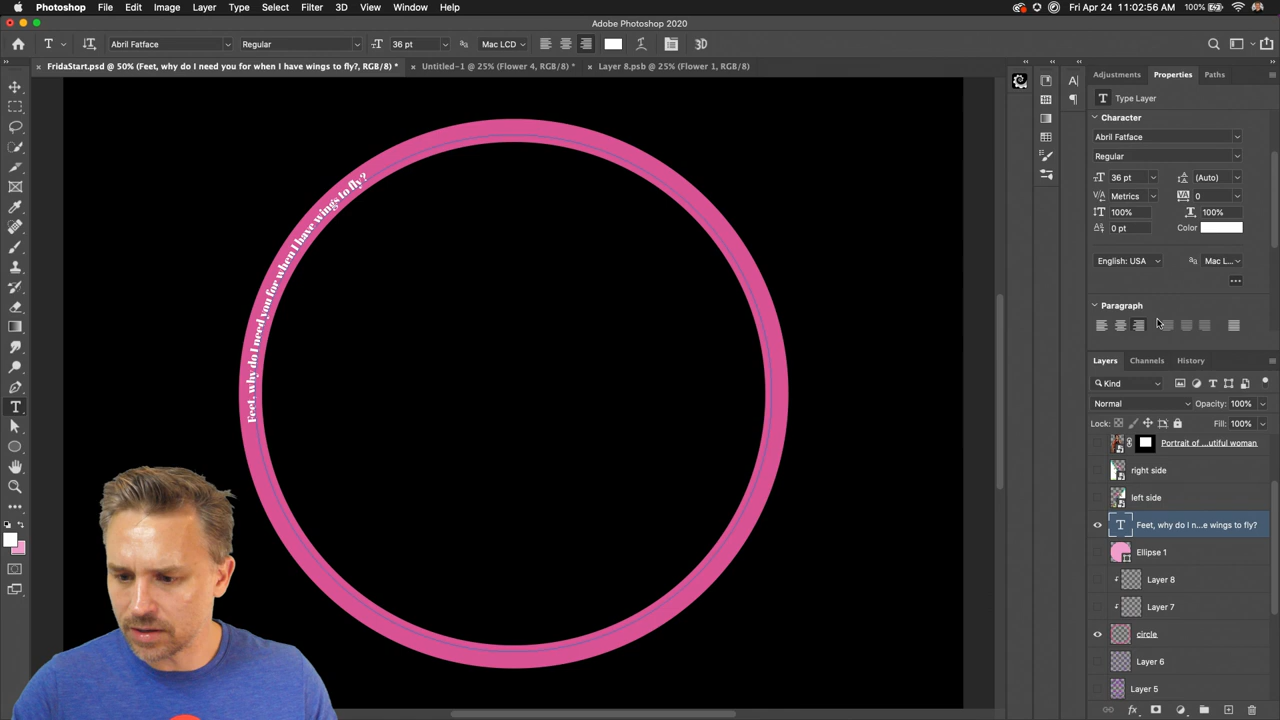 Photoshop File Edit Image Layer Type Select Filter 3D View Window Help
100% Fri Apr 24 11:02:56 AM
Adobe Photoshop 2020
Abril Fatface Regular 36 pt Mac LCD 3D
FridaStart.psd @ 50% (Feet, why do I need you for when I have wings to fly?, RGB/8) * Untitled-1 @ 25% (Flower 4, RGB/8) * Layer 8.psb @ 25% (Flower 1, RGB/8)
Feet, why do I need you for when I have wings to fly?
Adjustments Properties Paths
Type Layer
Character
Abril Fatface
Regular
36 pt (Auto)
Metrics 0
100% 100%
0 pt Color
English: USA Mac L...
Paragraph
Layers Channels History
Kind
Normal Opacity: 100%
Lock: Fill: 100%
Portrait of ...utiful woman
right side
left side
Feet, why do I n...e wings to fly?
Ellipse 1
Layer 8
Layer 7
circle
Layer 6
Layer 5